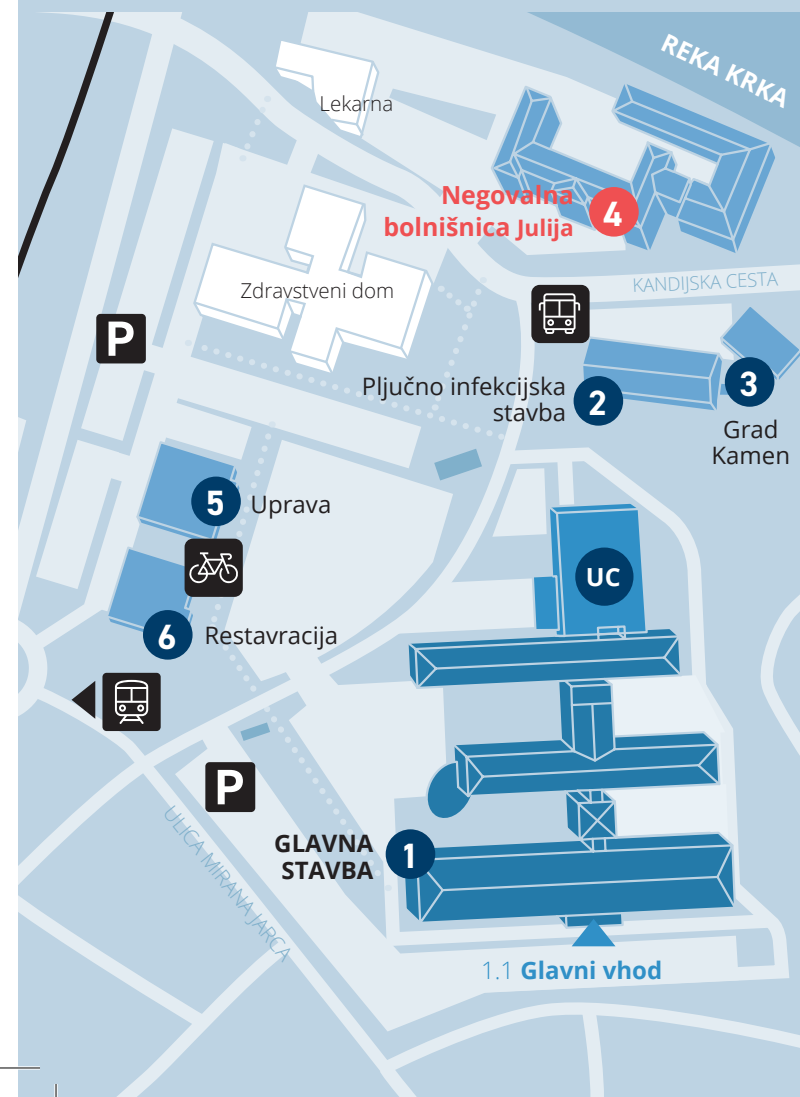 REKA KRKA
Lekarna
Negovalna
bolnišnica Julija
4
KANDIJSKA CESTA
Zdravstveni dom
P
Pljučno infekcijska
stavba
2
3
Grad
Kamen
5 Uprava
UC
6 Restavracija
P
ULICA MIRANA JARCA
GLAVNA
STAVBA
1
1.1 Glavni vhod